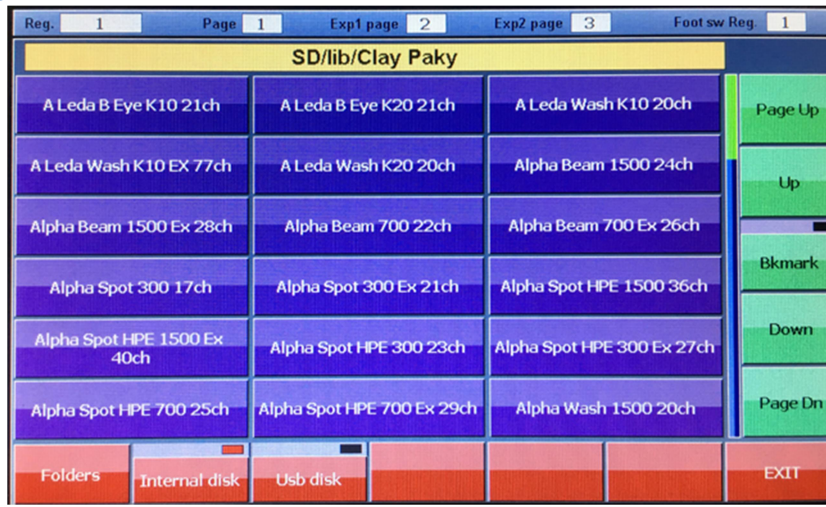 Reg. 1 Page 1 Exp1 page 2 Exp2 page 3 Foot sw Reg. 1
SD/lib/Clay Paky
A Leda B Eye K10 21ch A Leda B Eye K20 21ch A Leda Wash K10 20ch Page Up
A Leda Wash K10 EX 77ch A Leda Wash K20 20ch Alpha Beam 1500 24ch Up
Alpha Beam 1500 Ex 28ch Alpha Beam 700 22ch Alpha Beam 700 Ex 26ch
Bkmark
Alpha Spot 300 17ch Alpha Spot 300 Ex 21ch Alpha Spot HPE 1500 36ch
Alpha Spot HPE 1500 Ex
40ch Alpha Spot HPE 300 23ch Alpha Spot HPE 300 Ex 27ch Down
Alpha Spot HPE 700 25ch Alpha Spot HPE 700 Ex 29ch Alpha Wash 1500 20ch Page Dn
Folders Internal disk Usb disk EXIT